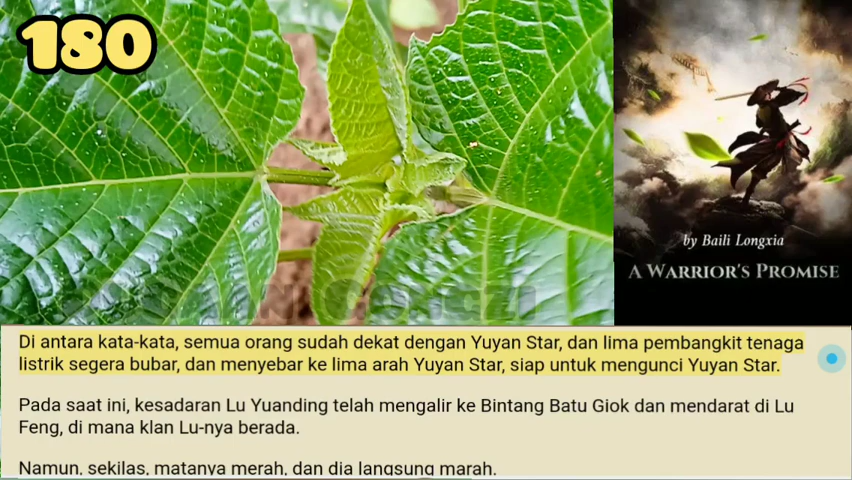 180
by Baili Longxia
A WARRIOR'S PROMISE
Di antara kata-kata, semua orang sudah dekat dengan Yuyan Star, dan lima pembangkit tenaga
listrik segera bubar, dan menyebar ke lima arah Yuyan Star, siap untuk mengunci Yuyan Star.
Pada saat ini, kesadaran Lu Yuanding telah mengalir ke Bintang Batu Giok dan mendarat di Lu
Feng, di mana klan Lu-nya berada.
Namun, sekilas, matanya merah, dan dia langsung marah.